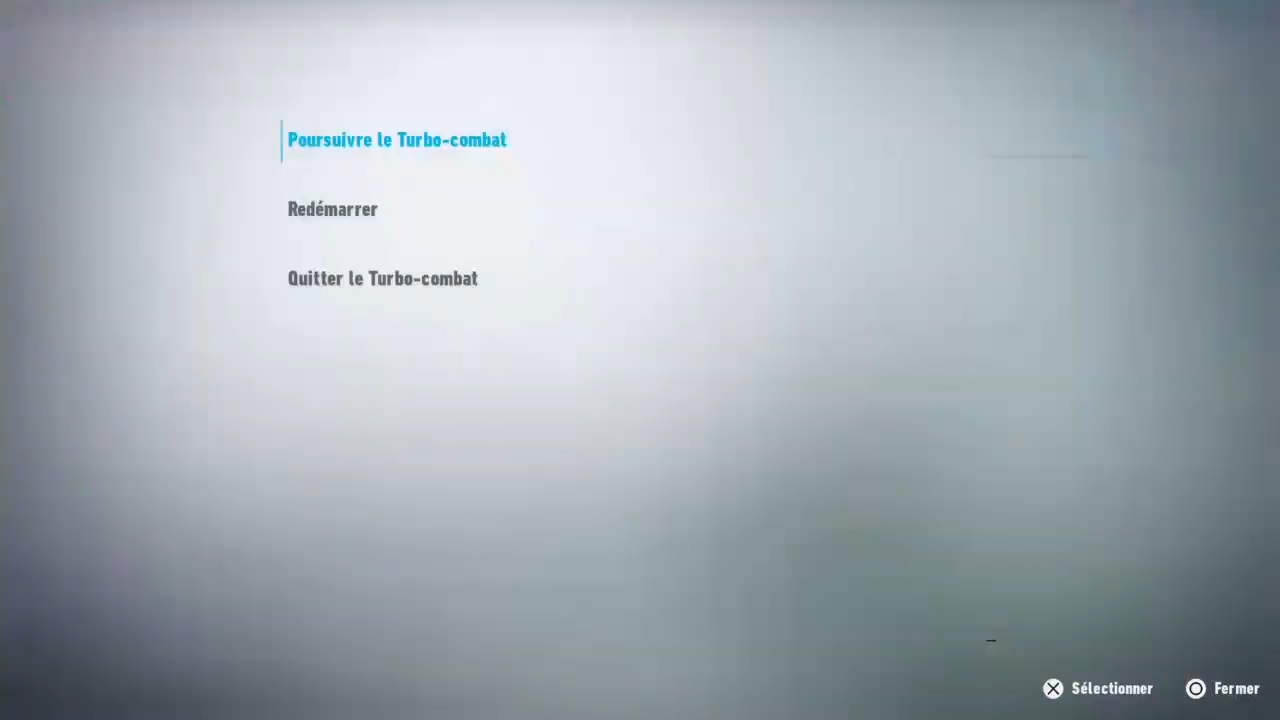 Poursuivre le Turbo-combat
Redémarrer
Quitter le Turbo-combat
Sélectionner
Fermer